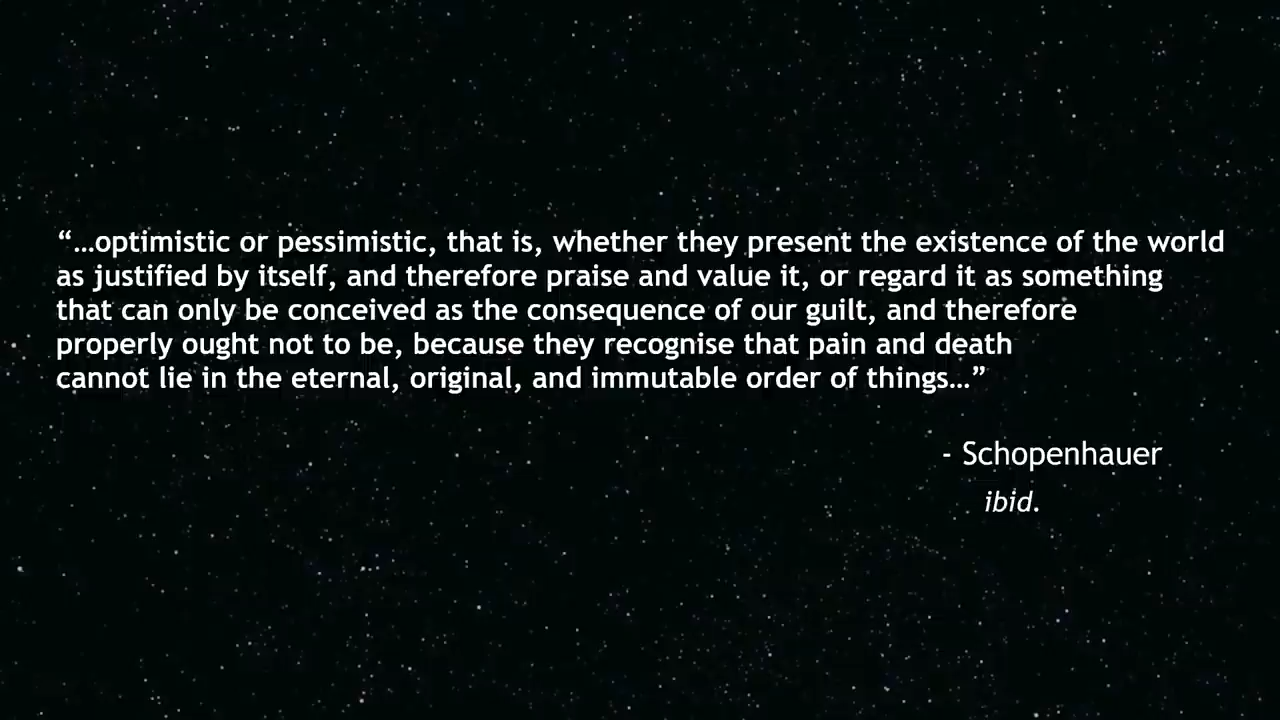 “…optimistic or pessimistic, that is, whether they present the existence of the world
as justified by itself, and therefore praise and value it, or regard it as something
that can only be conceived as the consequence of our guilt, and therefore
properly ought not to be, because they recognise that pain and death
cannot lie in the eternal, original, and immutable order of things…”
- Schopenhauer
ibid.